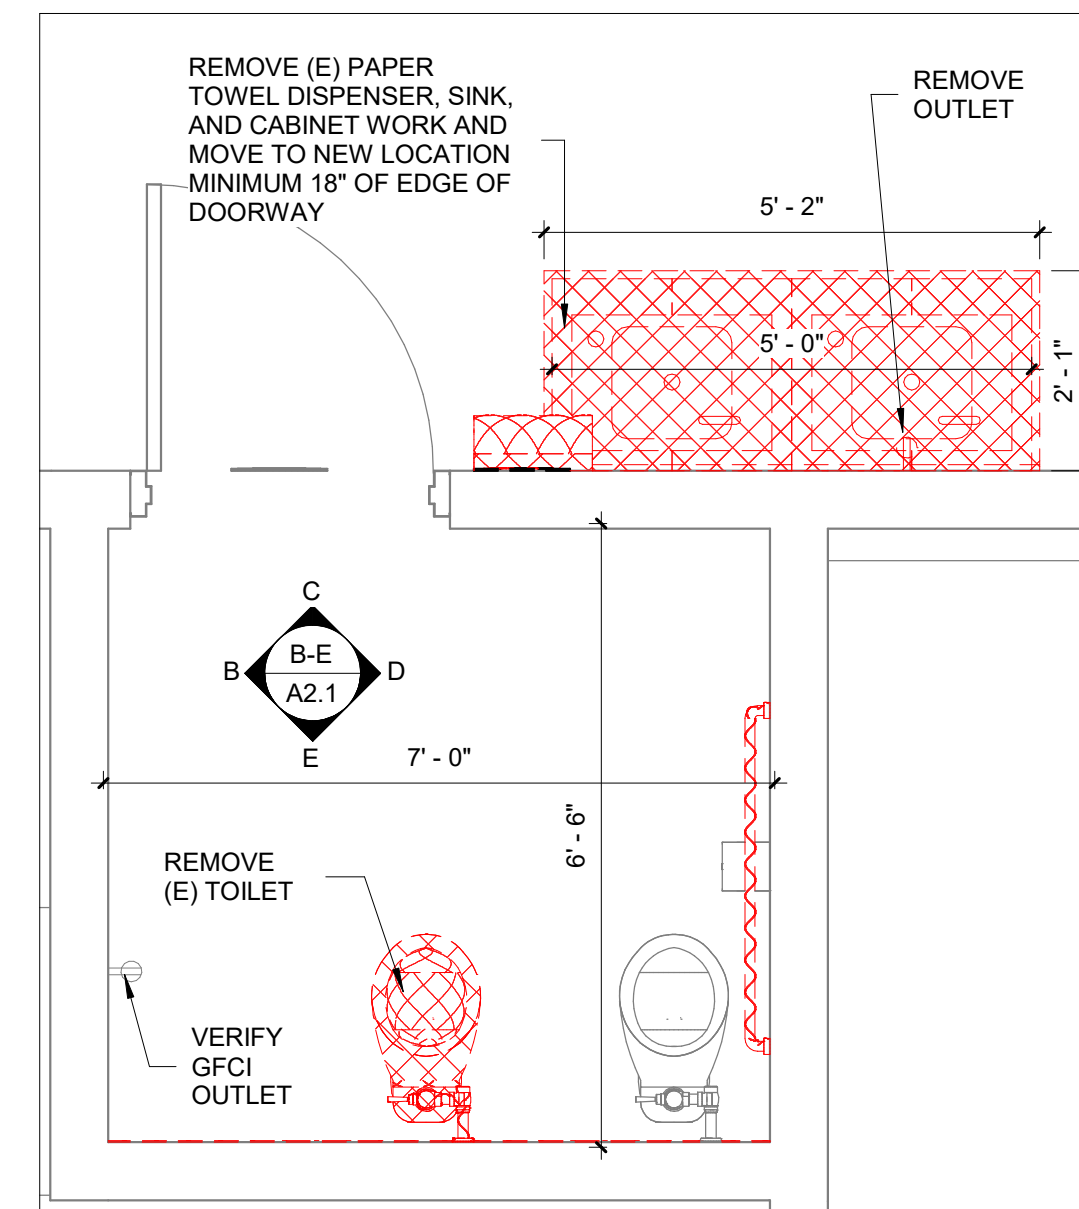 REMOVE (E) PAPER
TOWEL DISPENSER, SINK,
AND CABINET WORK AND
MOVE TO NEW LOCATION
MINIMUM 18" OF EDGE OF
DOORWAY
REMOVE
OUTLET
5' - 2"
5' - 0"
2' - 1"
C
B
B-E
D
A2.1
E
7' - 0"
6' - 6"
REMOVE
(E) TOILET
VERIFY
GFCI
OUTLET